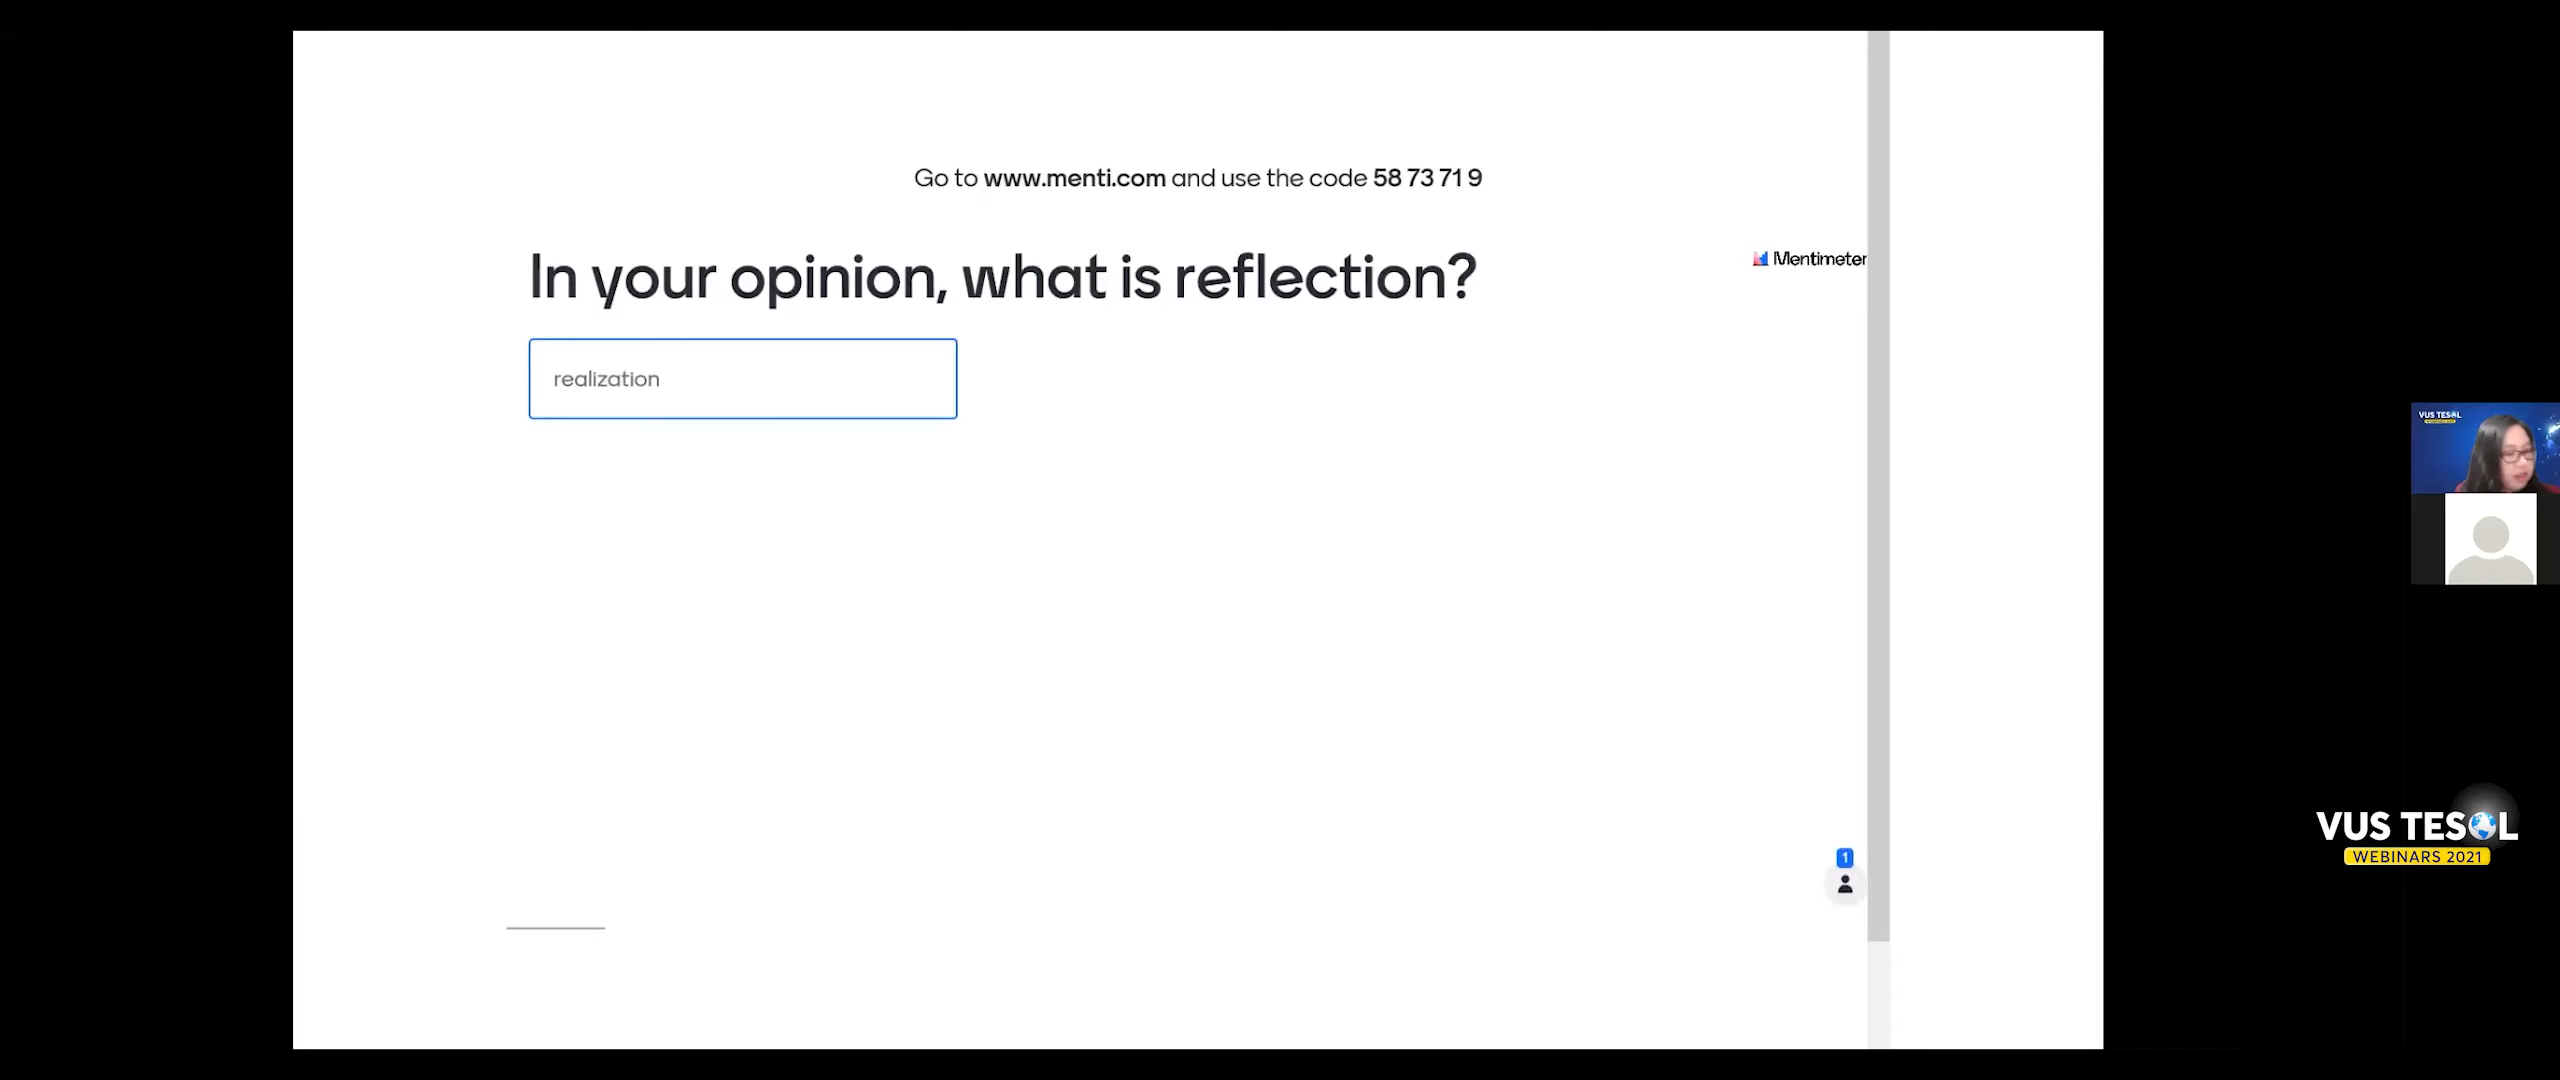 Go to www.menti.com and use the code 58 73 71 9
In your opinion, what is reflection?
Mentimeter
realization
VUS TESOL
1
VUS TESOL
WEBINARS 2021